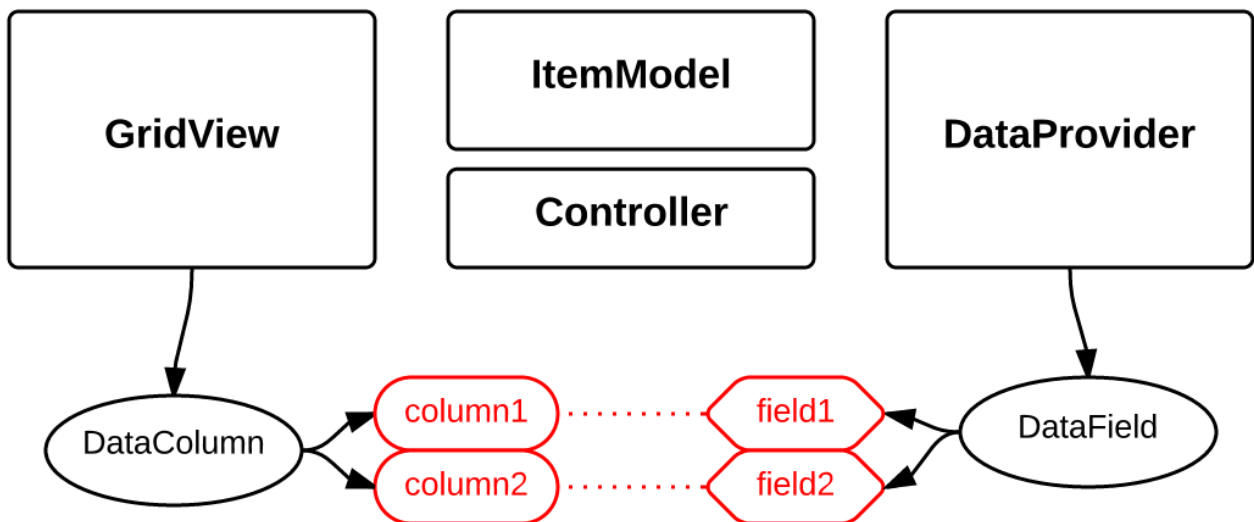 GridView
ItemModel
Controller
DataProvider
DataColumn
column1
column2
field1
field2
DataField